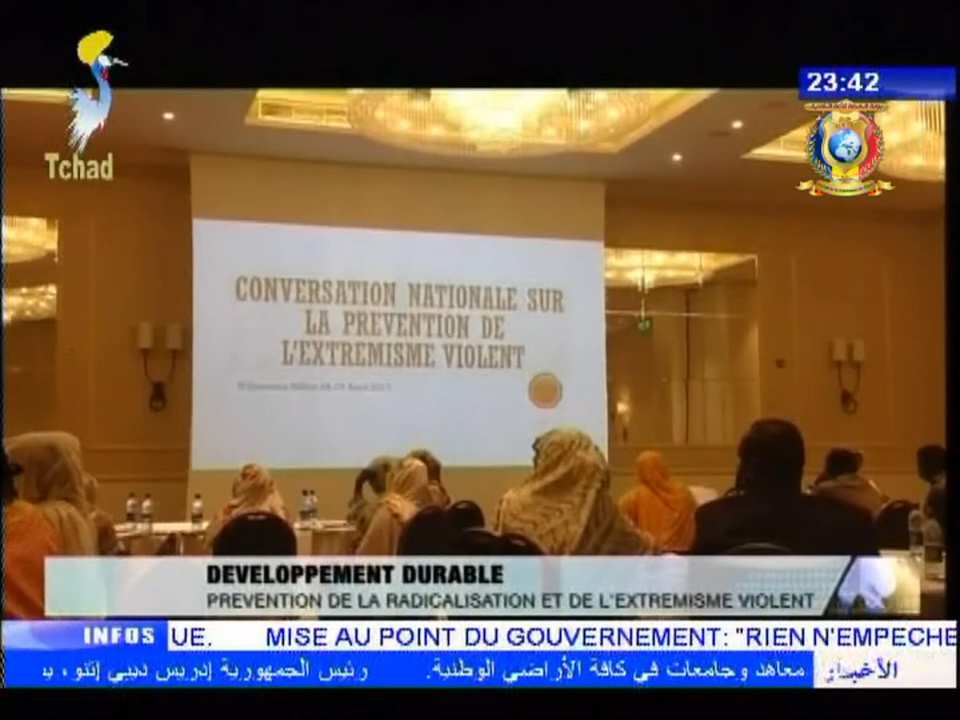 23:42
Tchad
CONVERSATION NATIONALE SUR
LA PREVENTION DE
L'EXTREMISME VIOLENT
DEVELOPPEMENT DURABLE
PREVENTION DE LA RADICALISATION ET DE L'EXTREMISME VIOLENT
INFOS UE. MISE AU POINT DU GOUVERNEMENT: "RIEN N'EMPECHE
الأخبار معاهد وجامعات في كافة الأراضي الوطنية. رئيس الجمهورية إدريس ديبي إتنو، يد